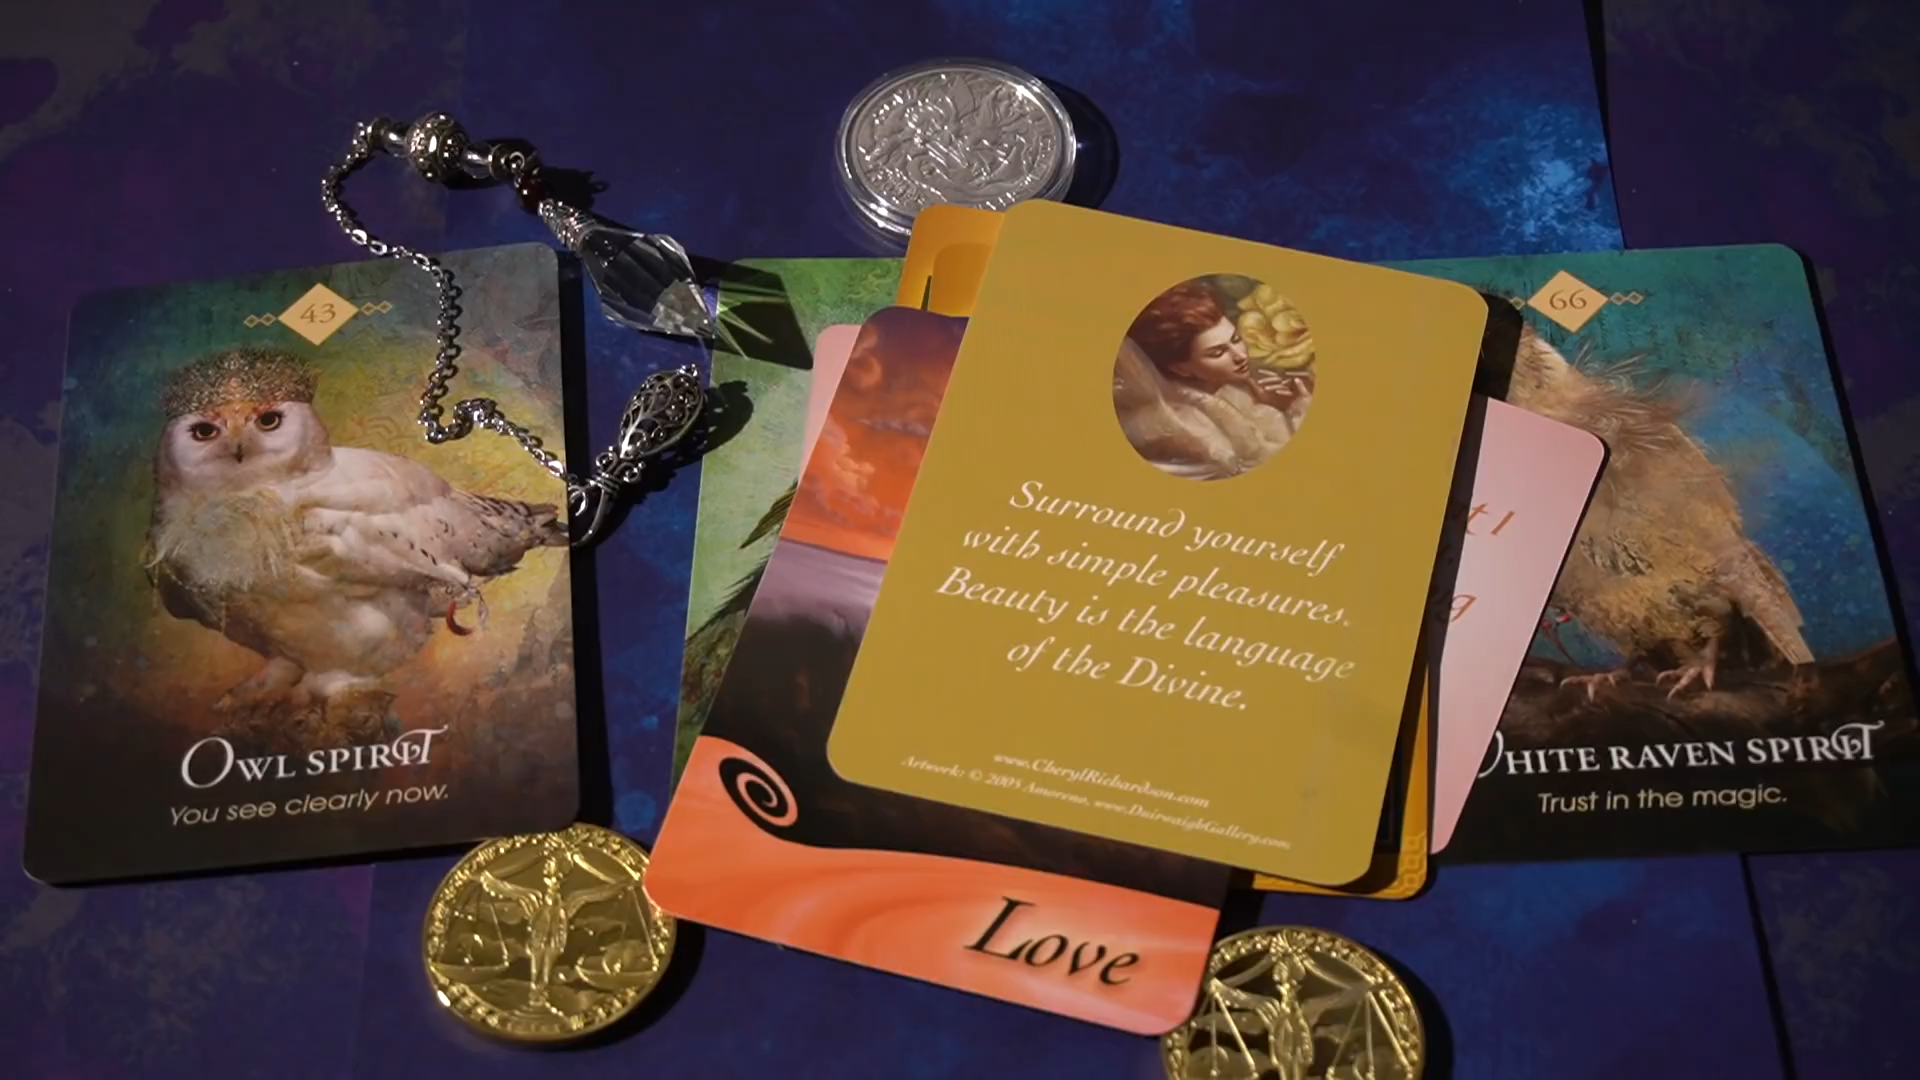 43
OWL SPIRIT
You see clearly now.
Surround yourself
with simple pleasures.
Beauty is the language
of the Divine.
www.CherylRichardson.com
Artwork: © 2005 Amoreno, www.DuirwaighGallery.com
Love
66
WHITE RAVEN SPIRIT
Trust in the magic.